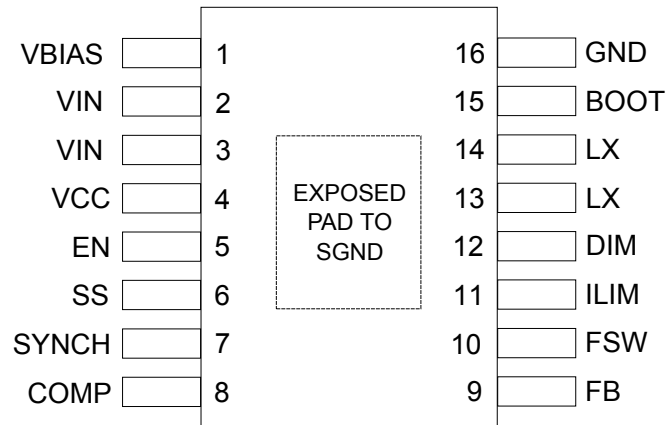 VBIAS 1 16 GND
VIN 2 15 BOOT
VIN 3 14 LX
VCC 4 13 LX
EN 5 12 DIM
SS 6 11 ILIM
SYNCH 7 10 FSW
COMP 8 9 FB
EXPOSED
PAD TO
SGND